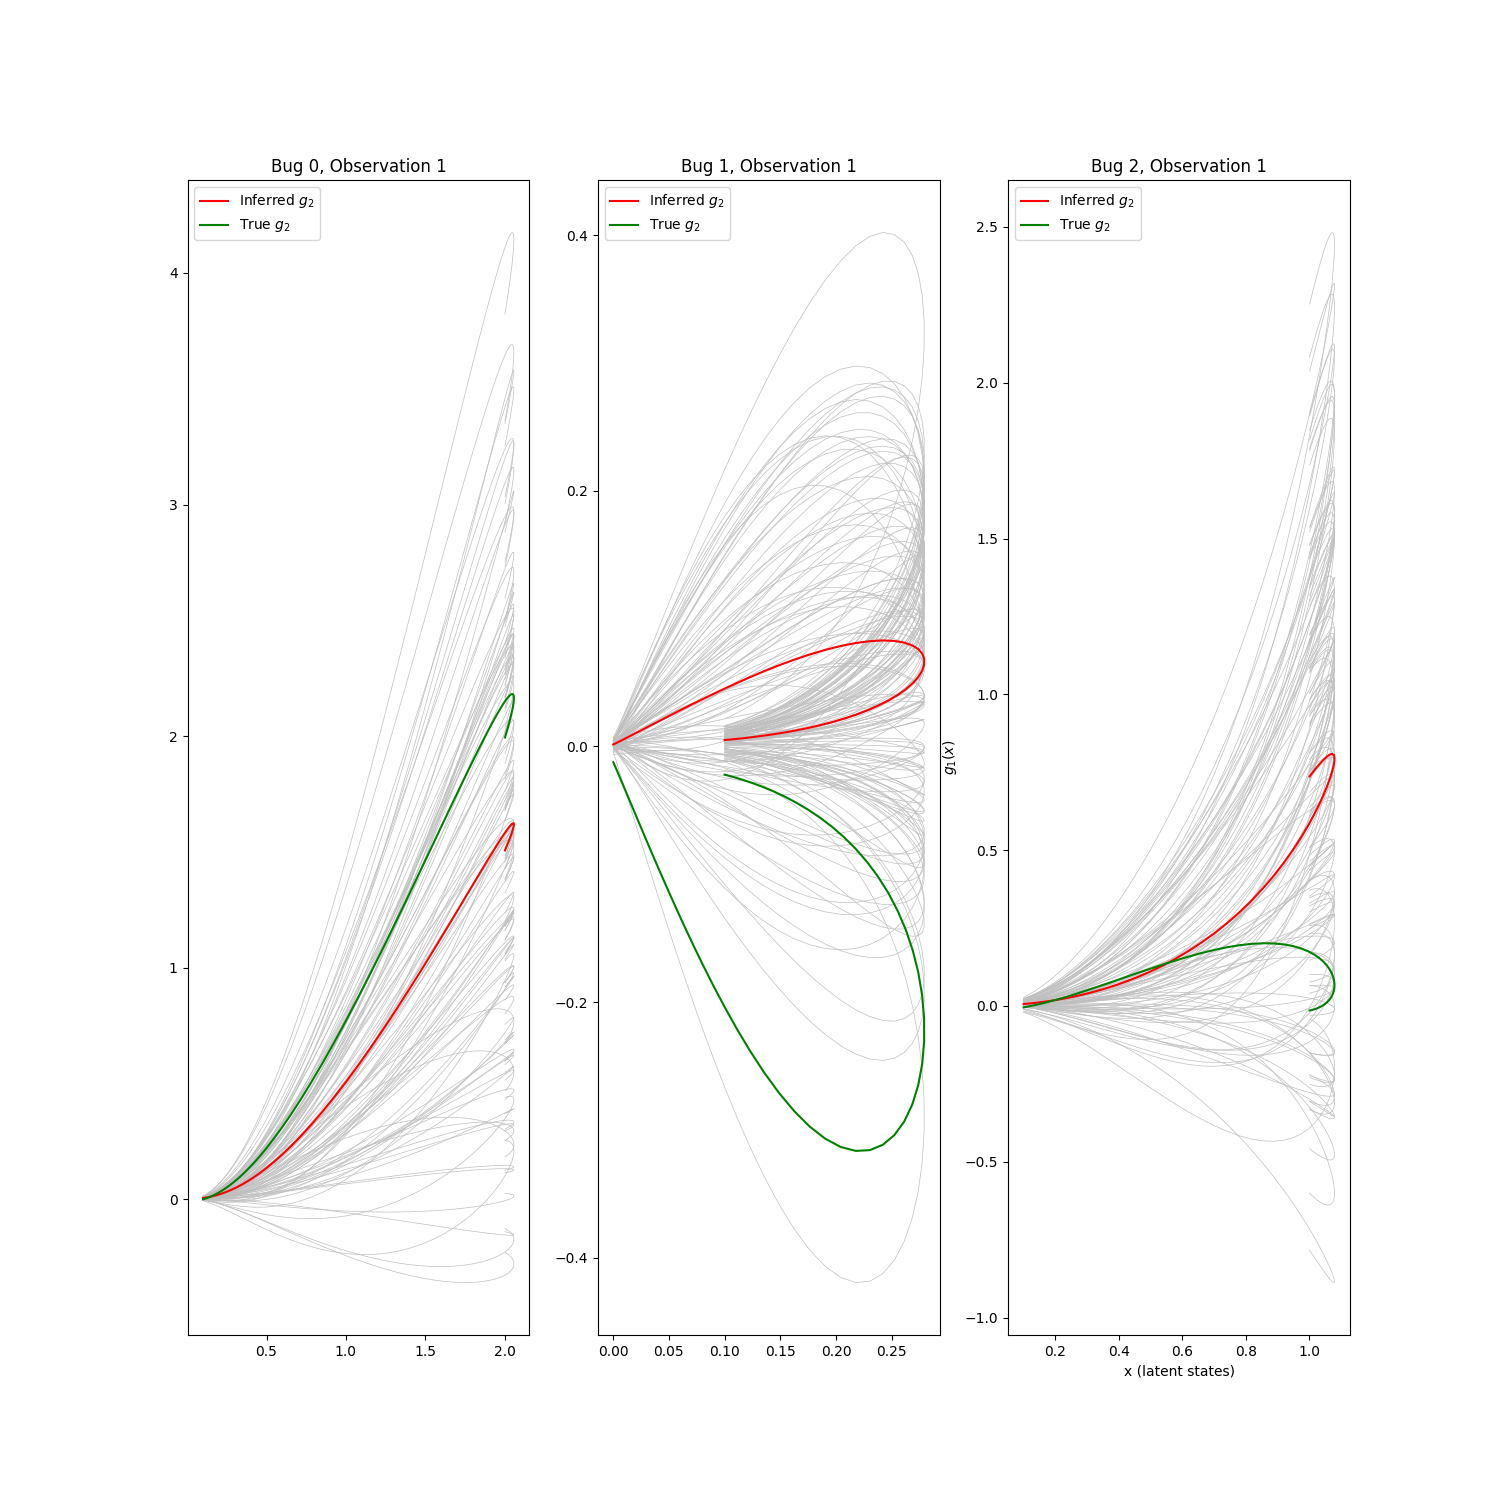 Bug 0, Observation 1
Inferred g₂
True g₂
4
3
2
1
0
0.5 1.0 1.5 2.0
Bug 1, Observation 1
Inferred g₂
True g₂
0.4
0.2
0.0
−0.2
−0.4
0.00 0.05 0.10 0.15 0.20 0.25
Bug 2, Observation 1
Inferred g₂
True g₂
g₁(x)
2.5
2.0
1.5
1.0
0.5
0.0
−0.5
−1.0
0.2 0.4 0.6 0.8 1.0
x (latent states)